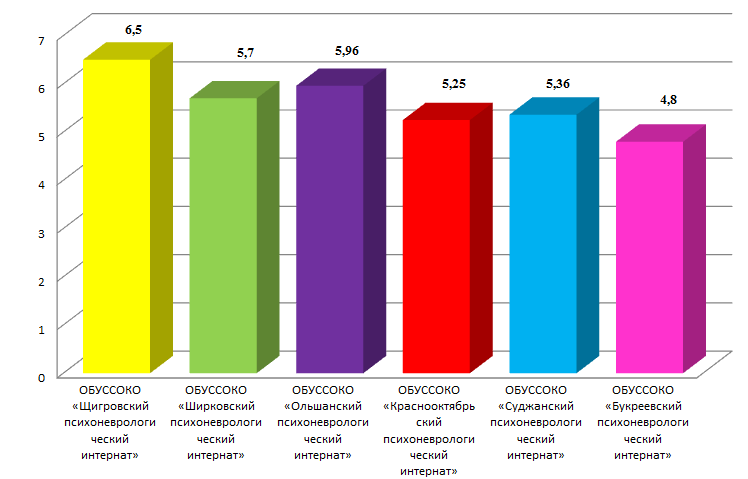 6,5
5,7
5,96
5,25
5,36
4,8
7
6
5
4
3
2
1
0
ОБУССОКО
«Щигровский
психоневрологи
ческий
интернат»
ОБУССОКО
«Ширковский
психоневрологи
ческий
интернат»
ОБУССОКО
«Ольшанский
психоневрологи
ческий
интернат»
ОБУССОКО
«Краснооктябрь
ский
психоневрологи
ческий
интернат»
ОБУССОКО
«Суджанский
психоневрологи
ческий
интернат»
ОБУССОКО
«Букреевский
психоневрологи
ческий
интернат»